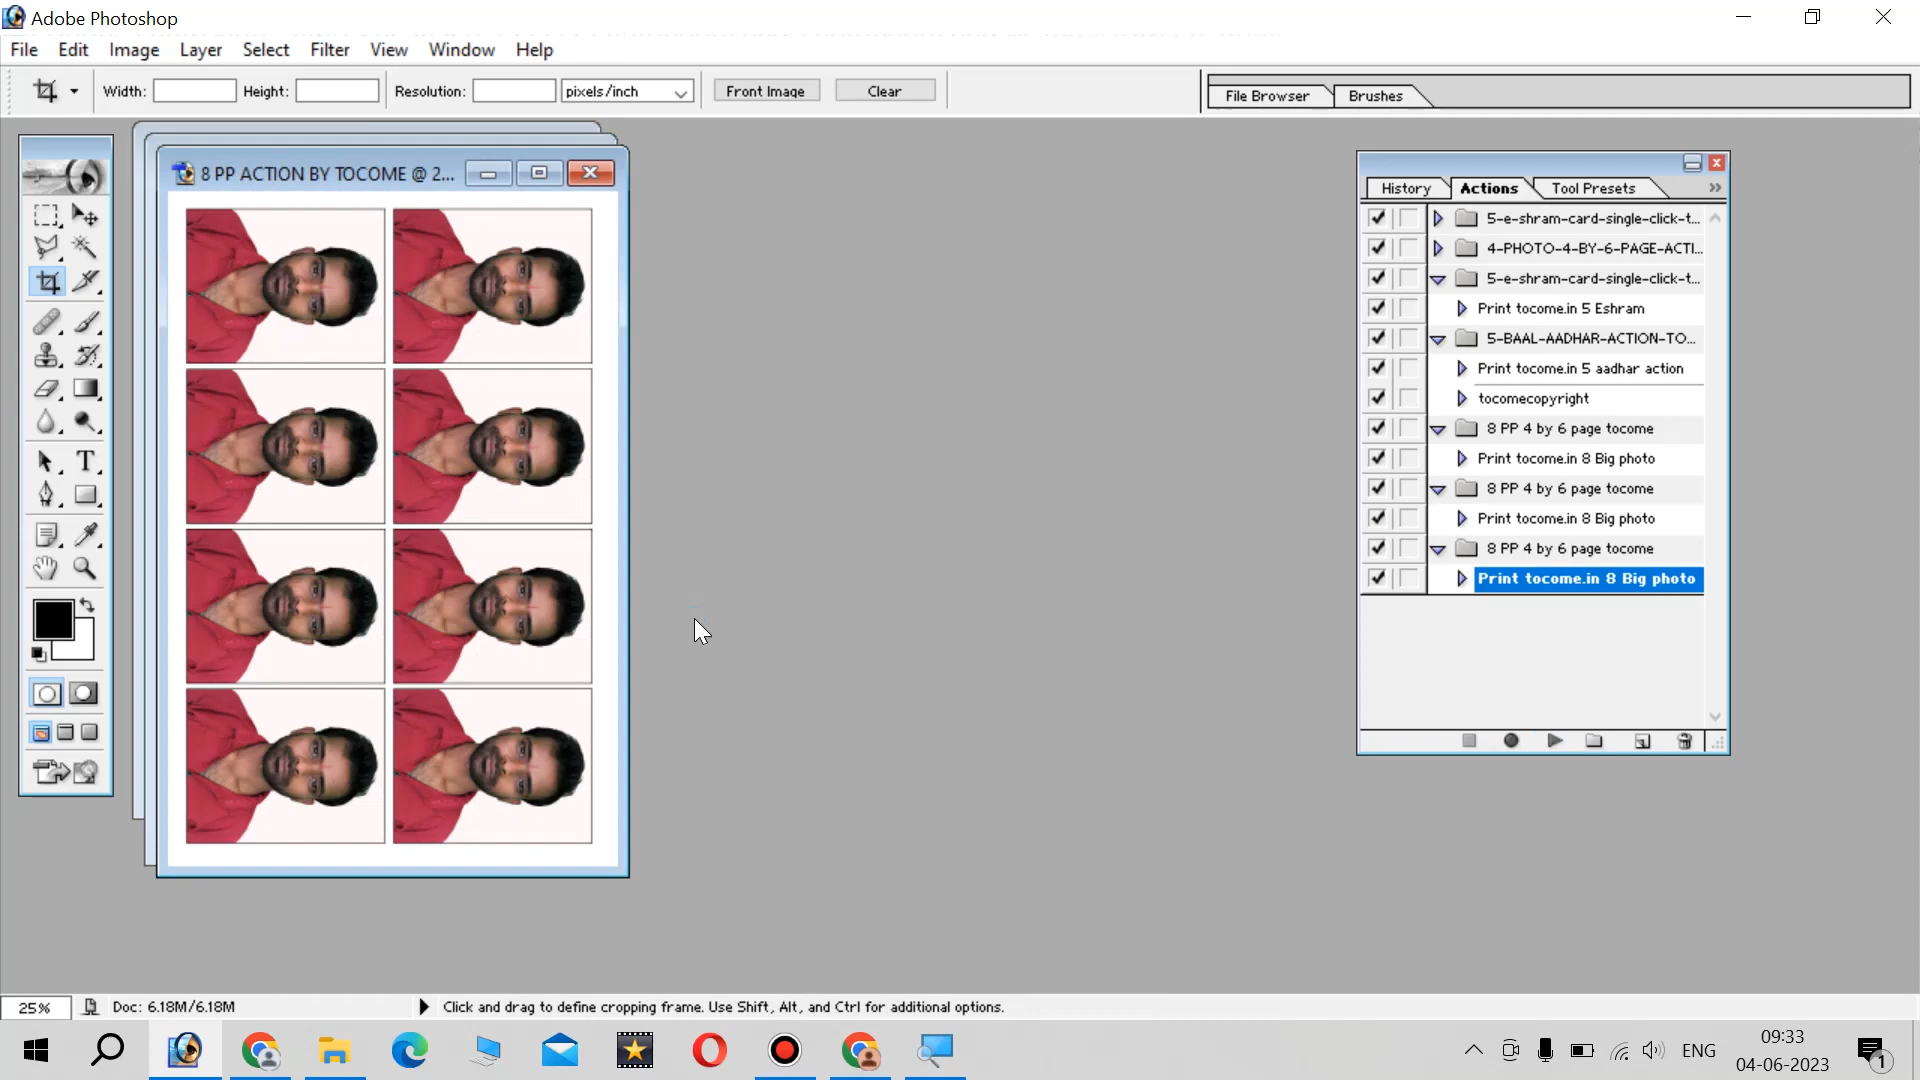 Adobe Photoshop
File Edit Image Layer Select Filter View Window Help
Width: Height: Resolution: pixels/inch Front Image Clear
File Browser Brushes
8 PP ACTION BY TOCOME @ 2...
History Actions Tool Presets
5-e-shram-card-single-click-t...
4-PHOTO-4-BY-6-PAGE-ACTI...
5-e-shram-card-single-click-t...
Print tocome.in 5 Eshram
5-BAAL-AADHAR-ACTION-TO...
Print tocome.in 5 aadhar action
tocomecopyright
8 PP 4 by 6 page tocome
Print tocome.in 8 Big photo
8 PP 4 by 6 page tocome
Print tocome.in 8 Big photo
8 PP 4 by 6 page tocome
Print tocome.in 8 Big photo
T
25% Doc: 6.18M/6.18M Click and drag to define cropping frame. Use Shift, Alt, and Ctrl for additional options.
ENG
09:33
04-06-2023
1